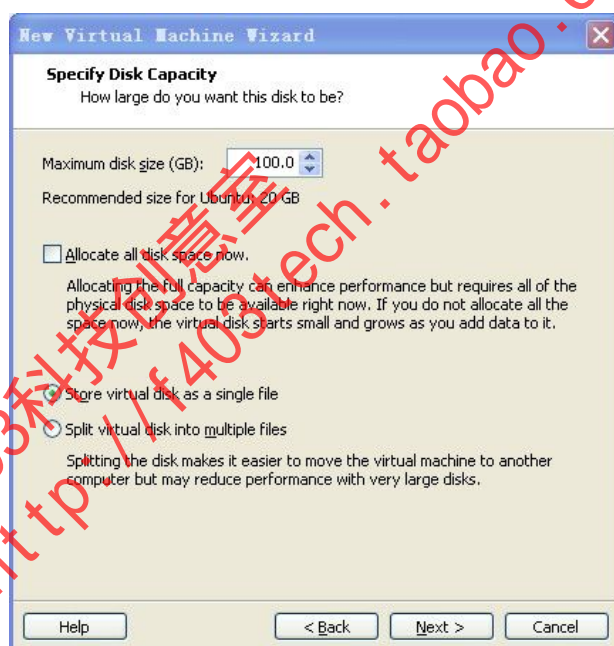 New Virtual Machine Wizard
Specify Disk Capacity
How large do you want this disk to be?
Maximum disk size (GB): 100.0
Recommended size for Ubuntu: 20 GB
Allocate all disk space now.
Allocating the full capacity can enhance performance but requires all of the
physical disk space to be available right now. If you do not allocate all the
space now, the virtual disk starts small and grows as you add data to it.
Store virtual disk as a single file
Split virtual disk into multiple files
Splitting the disk makes it easier to move the virtual machine to another
computer but may reduce performance with very large disks.
Help
< Back
Next >
Cancel
03科技创意室
http://f403tech.taobao.c